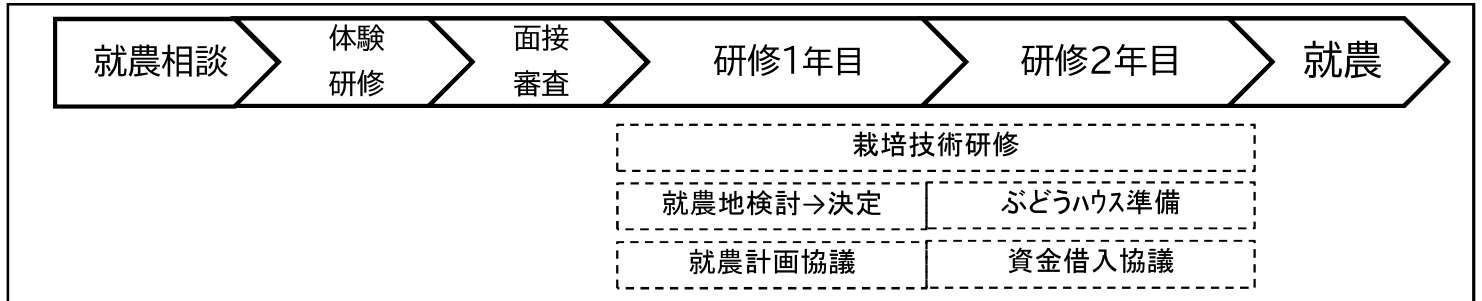 就農相談
体験
研修
面接
審査
研修1年目
研修2年目
就農
栽培技術研修
就農地検討→決定
ぶどうハウス準備
就農計画協議
資金借入協議